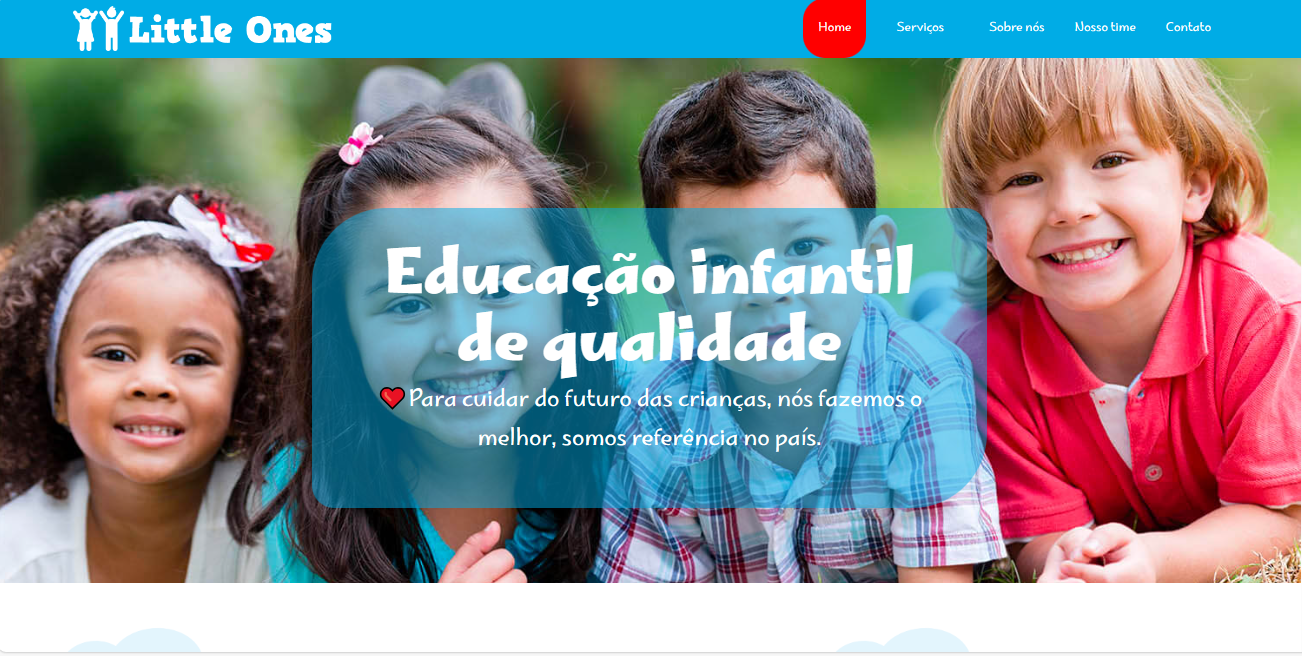 Little Ones
Home Serviços Sobre nós Nosso time Contato
Educação infantil
de qualidade
Para cuidar do futuro das crianças, nós fazemos o
melhor, somos referência no país.